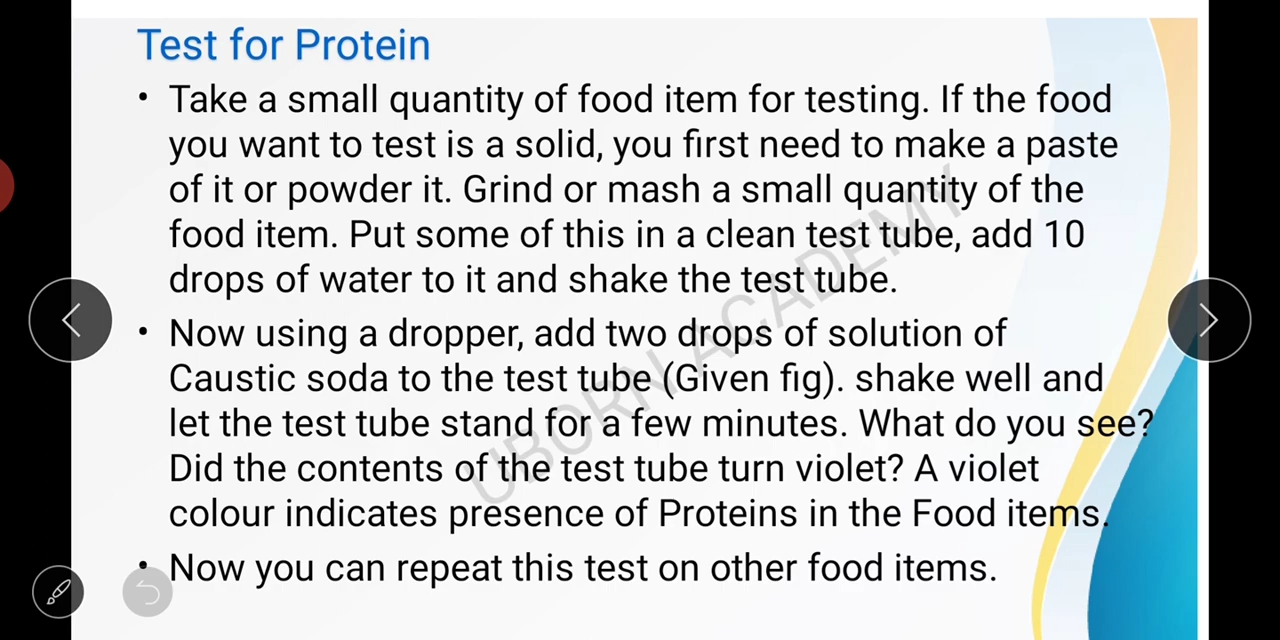 Test for Protein
• Take a small quantity of food item for testing. If the food
you want to test is a solid, you first need to make a paste
of it or powder it. Grind or mash a small quantity of the
food item. Put some of this in a clean test tube, add 10
drops of water to it and shake the test tube.
• Now using a dropper, add two drops of solution of
Caustic soda to the test tube (Given fig). shake well and
let the test tube stand for a few minutes. What do you see?
Did the contents of the test tube turn violet? A violet
colour indicates presence of Proteins in the Food items.
• Now you can repeat this test on other food items.
UBORN ACADEMY